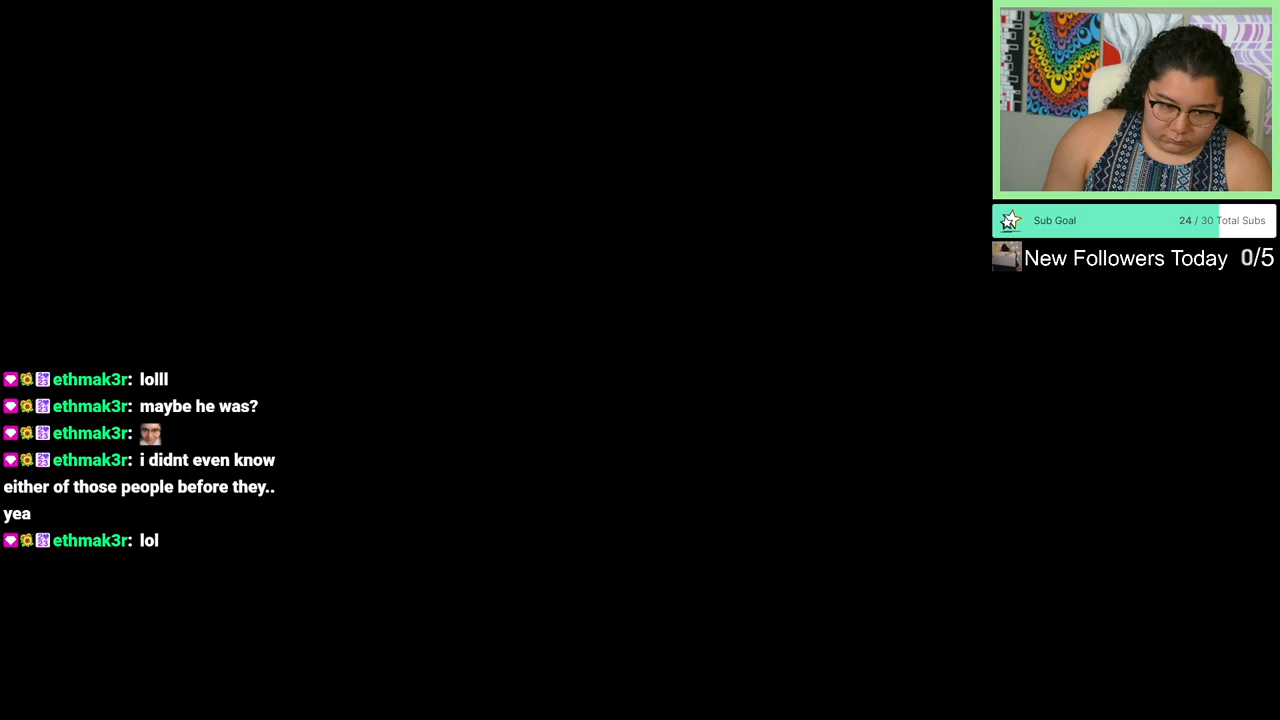 Sub Goal 24 / 30 Total Subs
New Followers Today 0/5
ethmak3r: lolll
ethmak3r: maybe he was?
ethmak3r:
ethmak3r: i didnt even know
either of those people before they..
yea
ethmak3r: lol